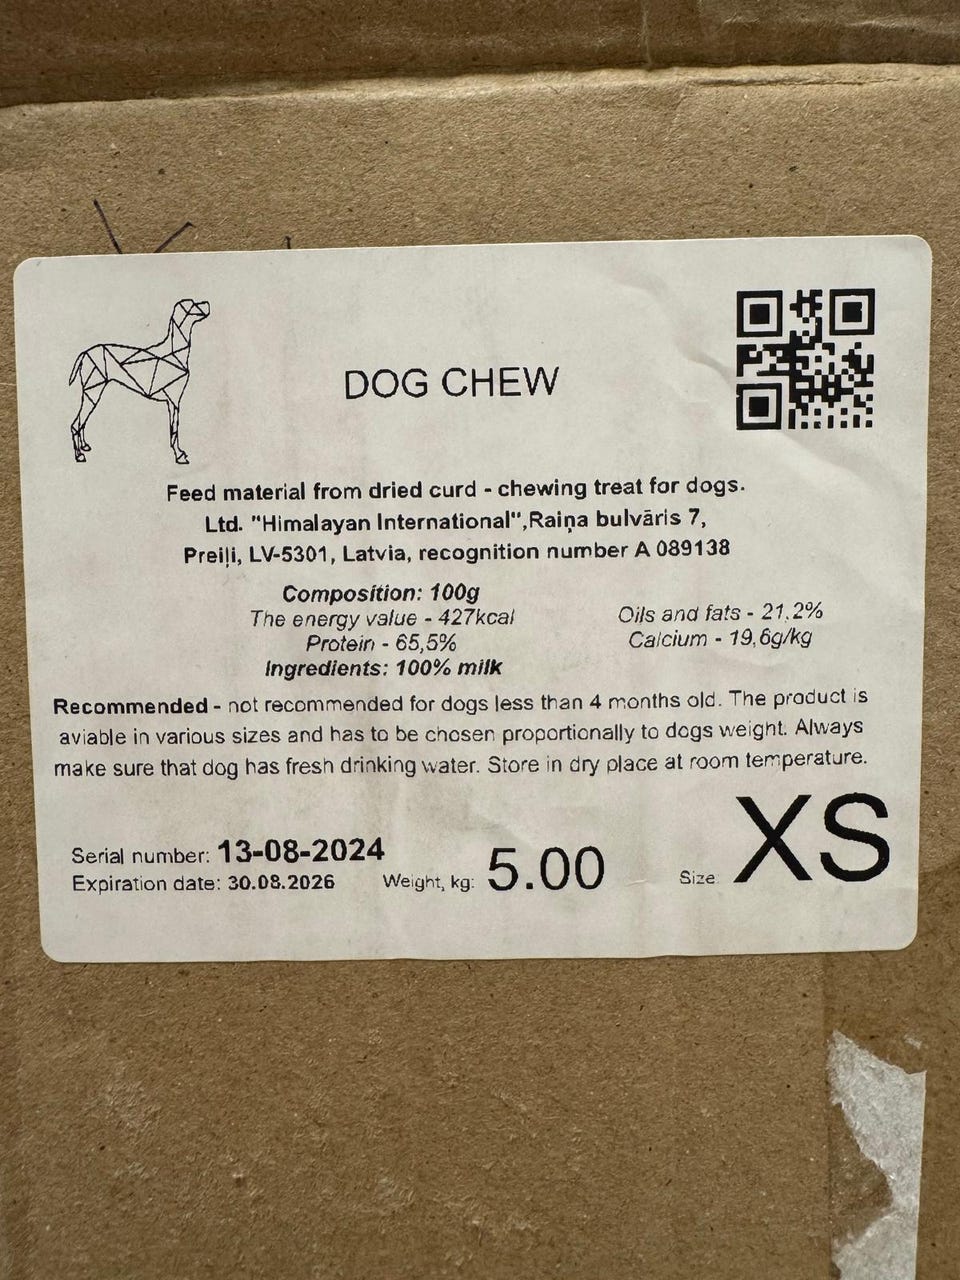 DOG CHEW
Feed material from dried curd - chewing treat for dogs.
Ltd. "Himalayan International",Raiņa bulvāris 7,
Preiļi, LV-5301, Latvia, recognition number A 089138
Composition: 100g
The energy value - 427kcal
Protein - 65,5%
Ingredients: 100% milk
Oils and fats - 21,2%
Calcium - 19,6g/kg
Recommended - not recommended for dogs less than 4 months old. The product is
aviable in various sizes and has to be chosen proportionally to dogs weight. Always
make sure that dog has fresh drinking water. Store in dry place at room temperature.
Serial number: 13-08-2024
Expiration date: 30.08.2026
Weight, kg: 5.00
Size: XS